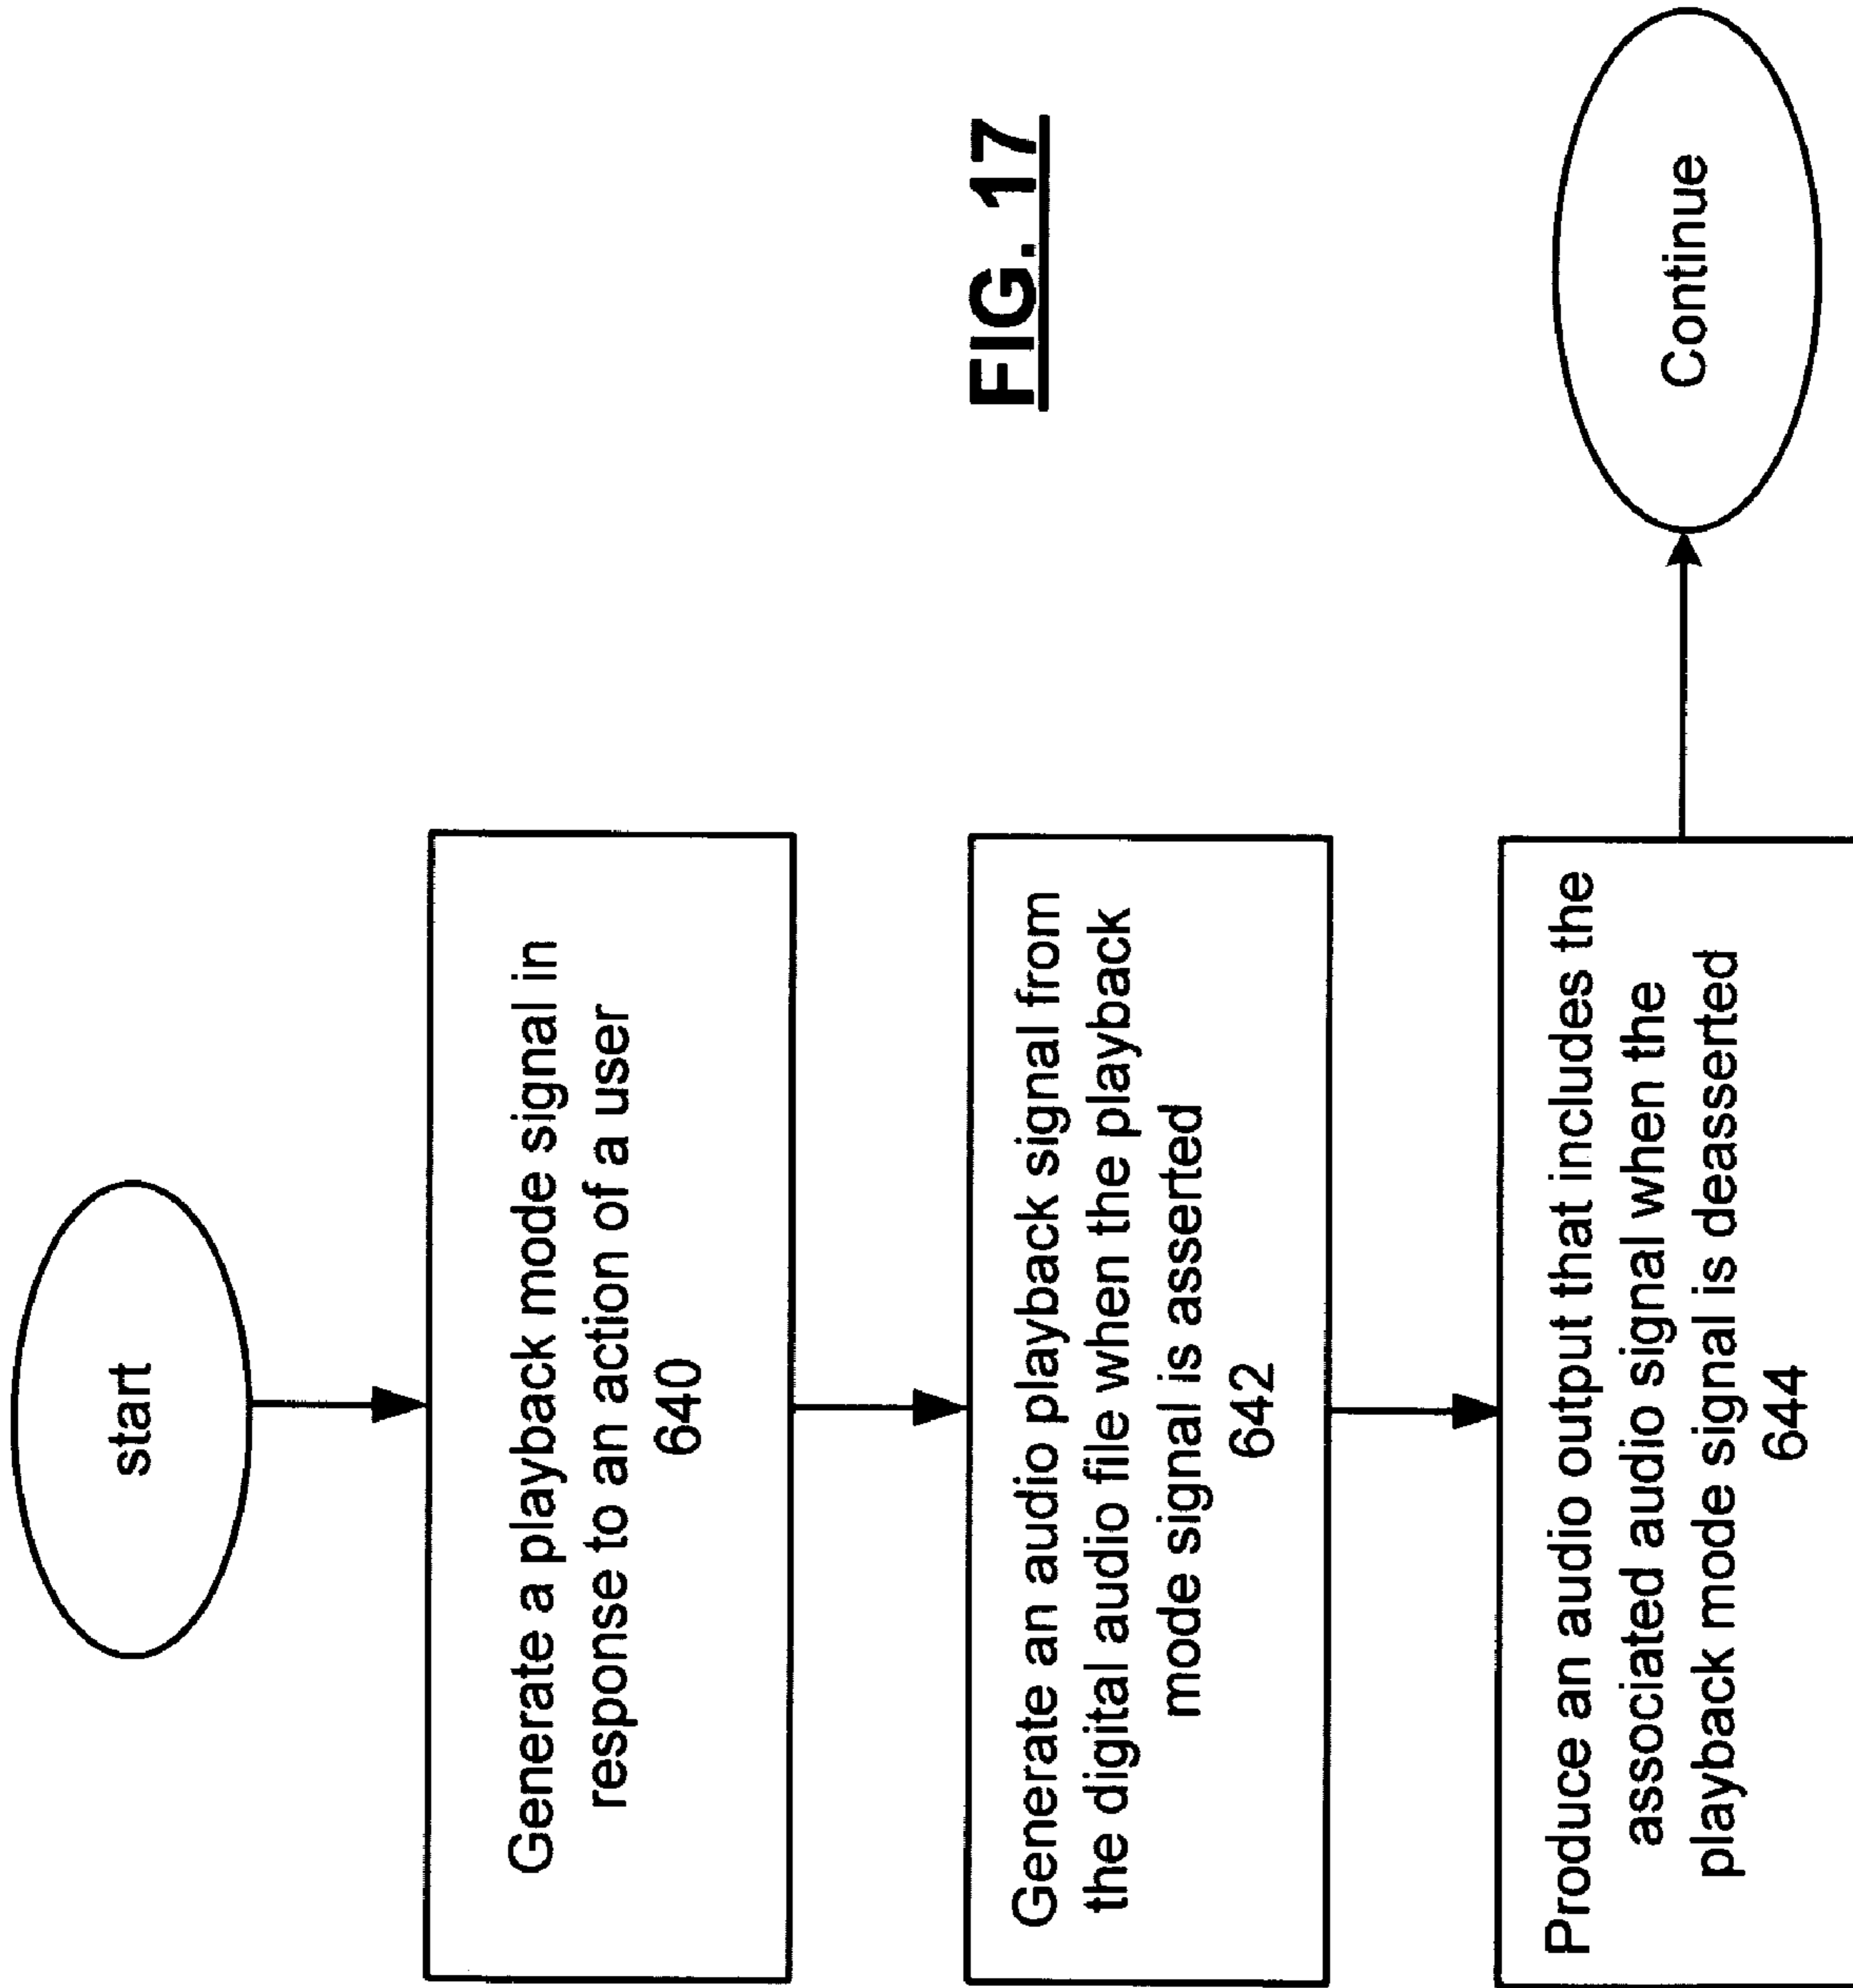 start
Generate a playback mode signal in
response to an action of a user
640
Generate an audio playback signal from
the digital audio file when the playback
mode signal is asserted
642
Produce an audio output that includes the
associated audio signal when the
playback mode signal is deasserted
644
Continue
FIG. 17